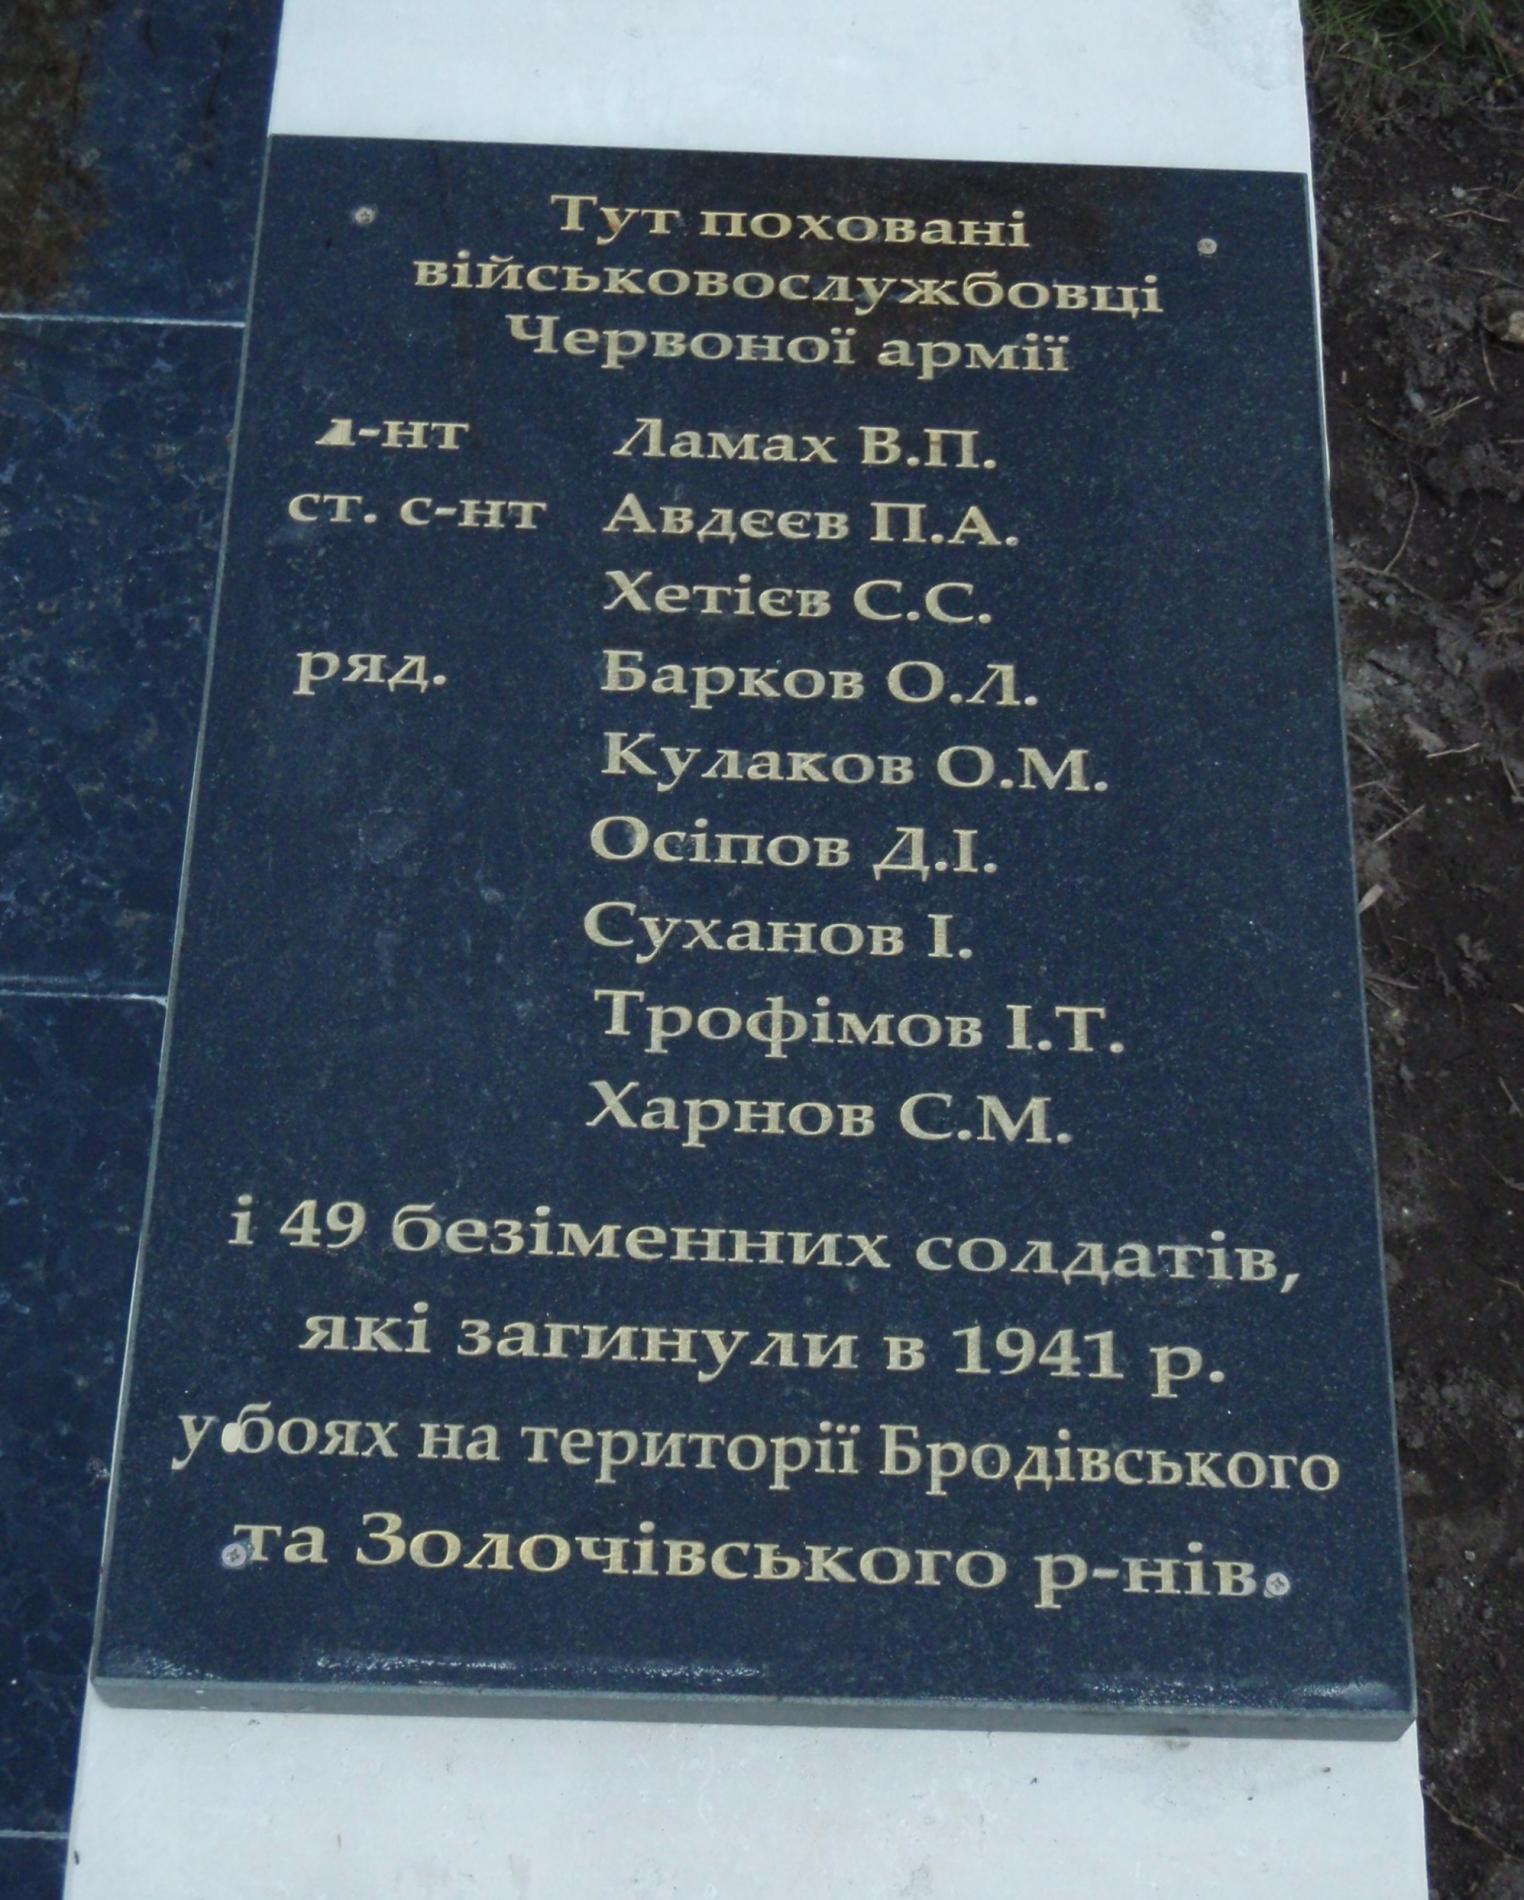 Тут поховані
військовослужбовці
Червоної армії
л-нт Ламах В.П.
ст. с-нт Авдєєв П.А.
Хетієв С.С.
ряд. Барков О.Л.
Кулаков О.М.
Осіпов Д.І.
Суханов І.
Трофімов І.Т.
Харнов С.М.
і 49 безіменних солдатів,
які загинули в 1941 р.
у боях на території Бродівського
та Золочівського р-нів.